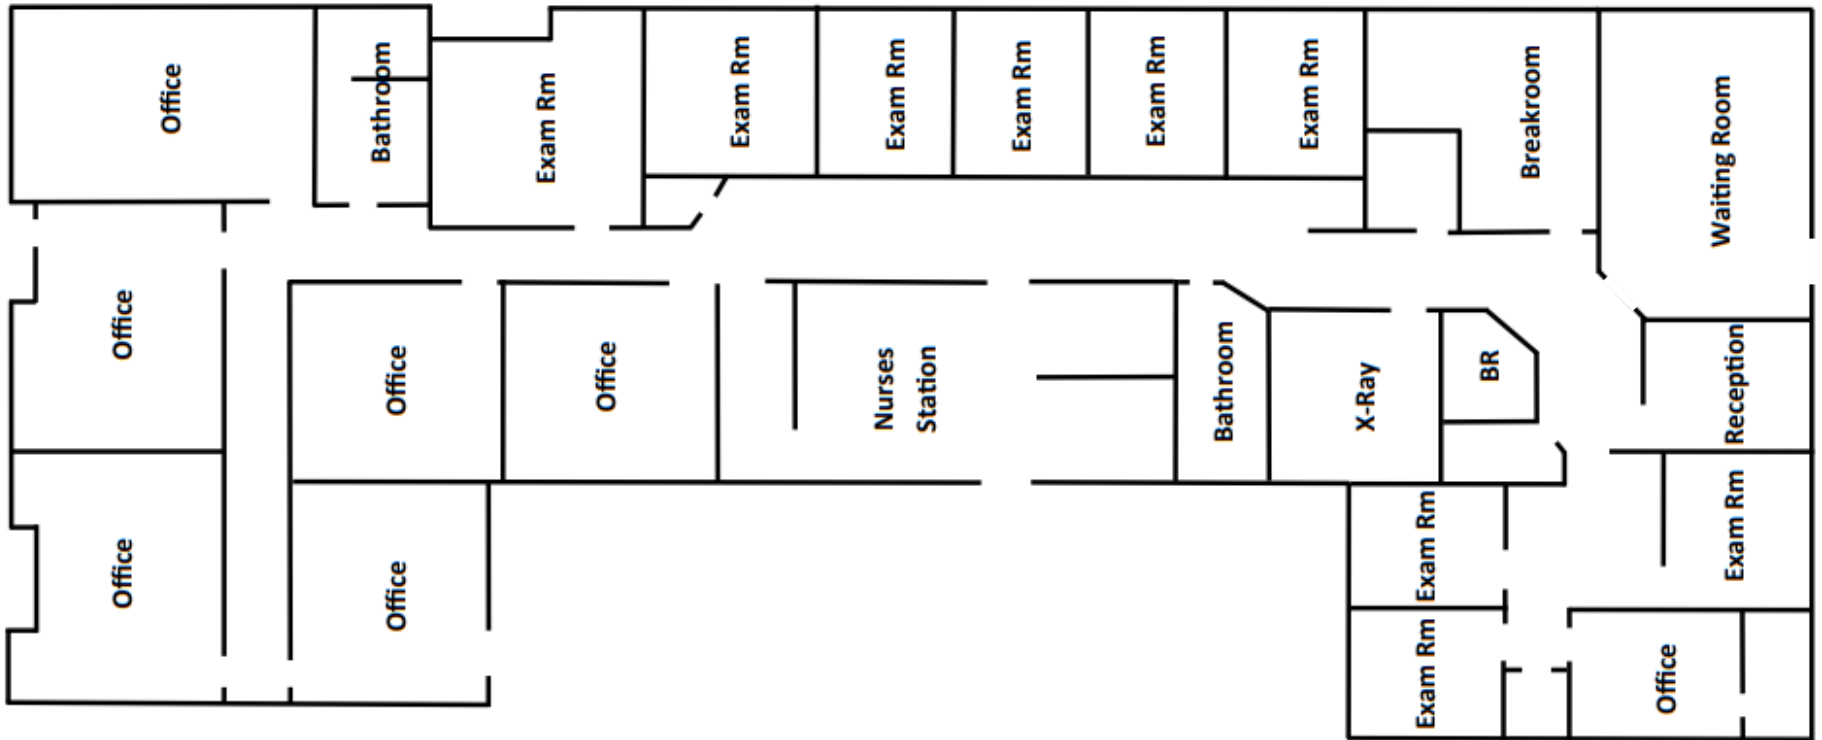 Office
Bathroom
Exam Rm
Exam Rm
Exam Rm
Exam Rm
Exam Rm
Exam Rm
Breakroom
Waiting Room
Office
Office
Office
Nurses
Station
Bathroom
X-Ray
BR
Reception
Office
Office
Exam Rm
Exam Rm
Exam Rm
Office